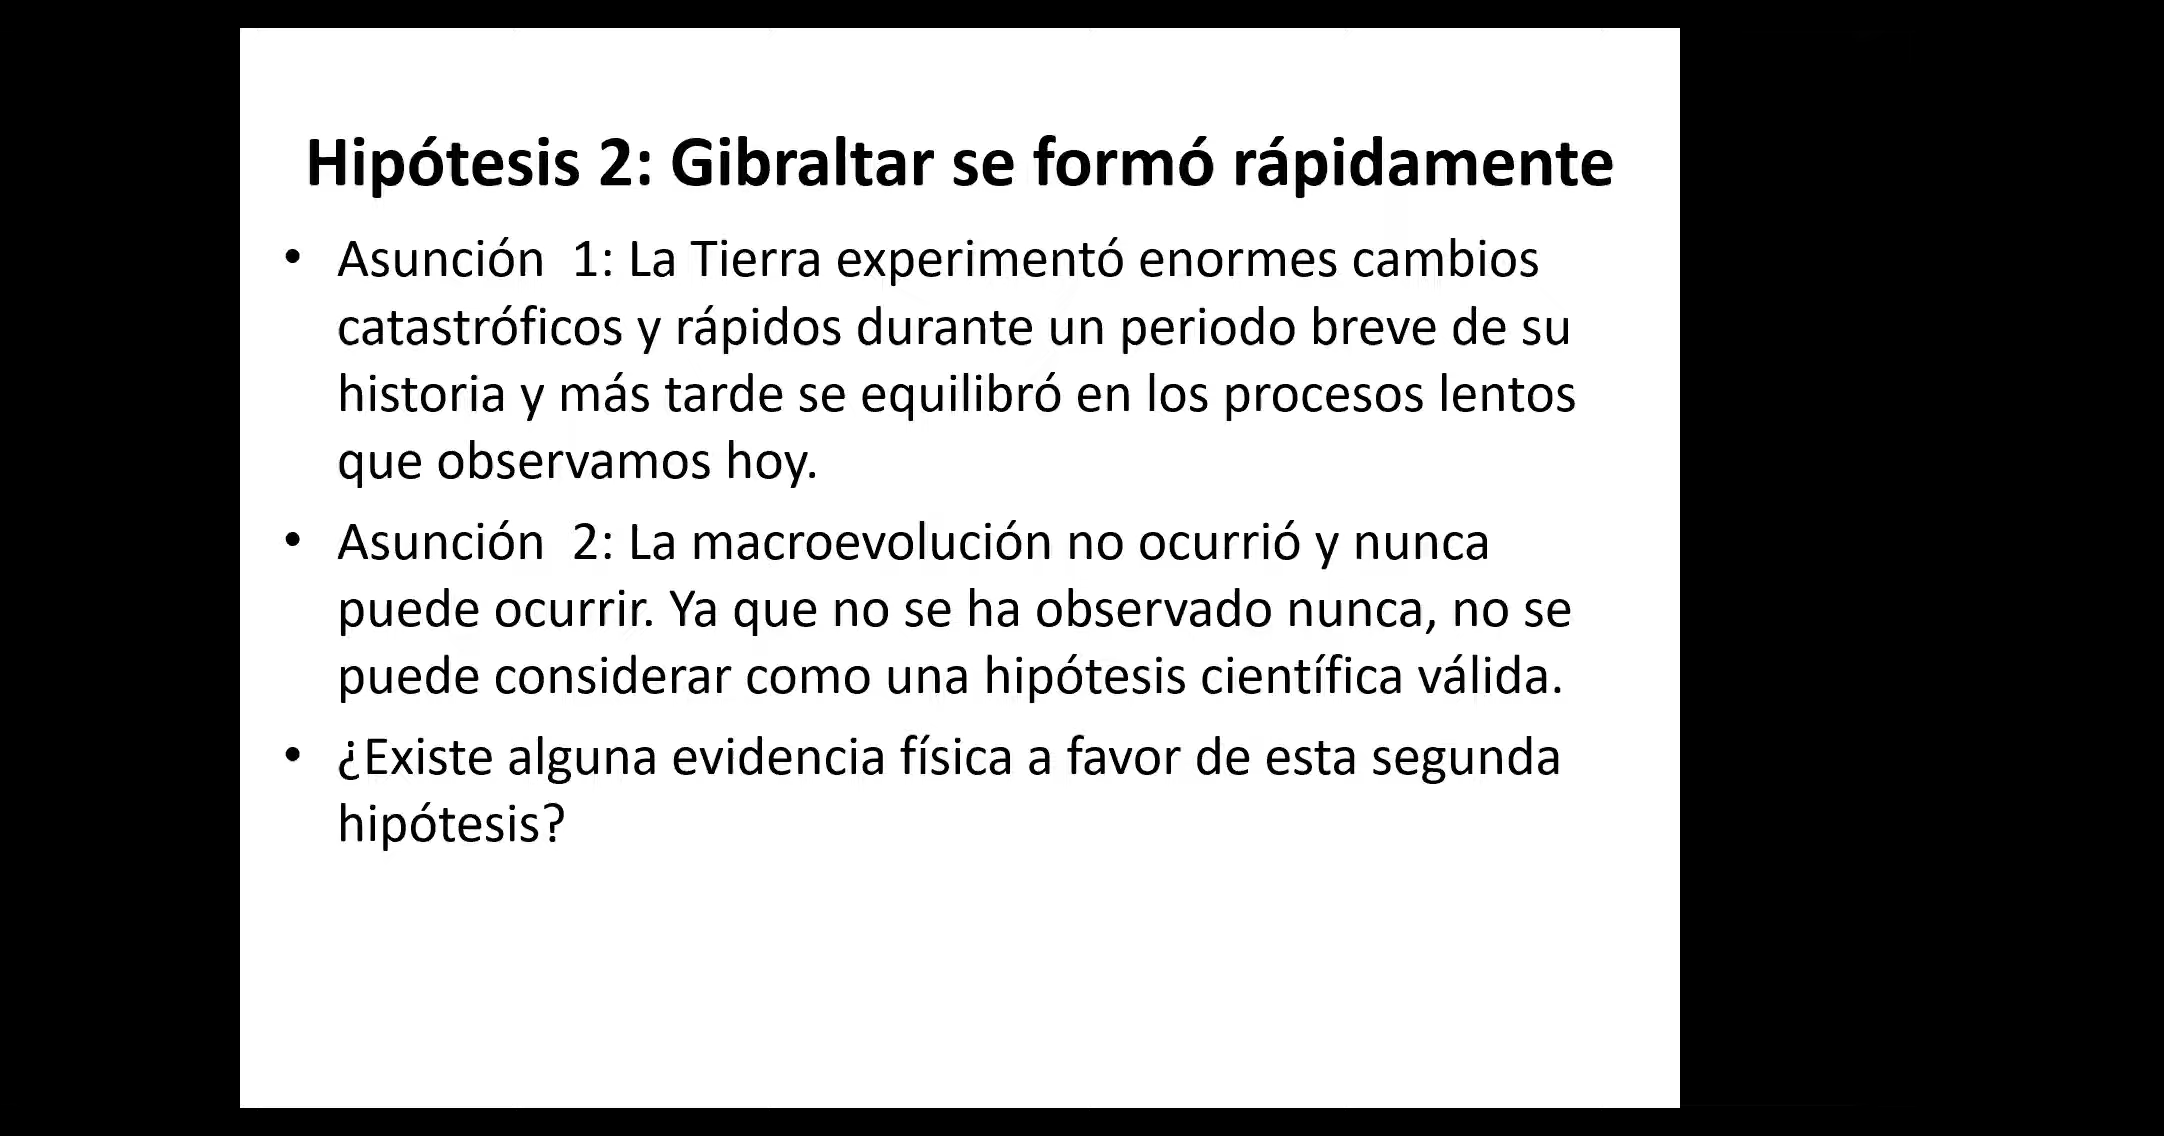 Hipótesis 2: Gibraltar se formó rápidamente
• Asunción  1: La Tierra experimentó enormes cambios
catastróficos y rápidos durante un periodo breve de su
historia y más tarde se equilibró en los procesos lentos
que observamos hoy.
• Asunción  2: La macroevolución no ocurrió y nunca
puede ocurrir. Ya que no se ha observado nunca, no se
puede considerar como una hipótesis científica válida.
• ¿Existe alguna evidencia física a favor de esta segunda
hipótesis?